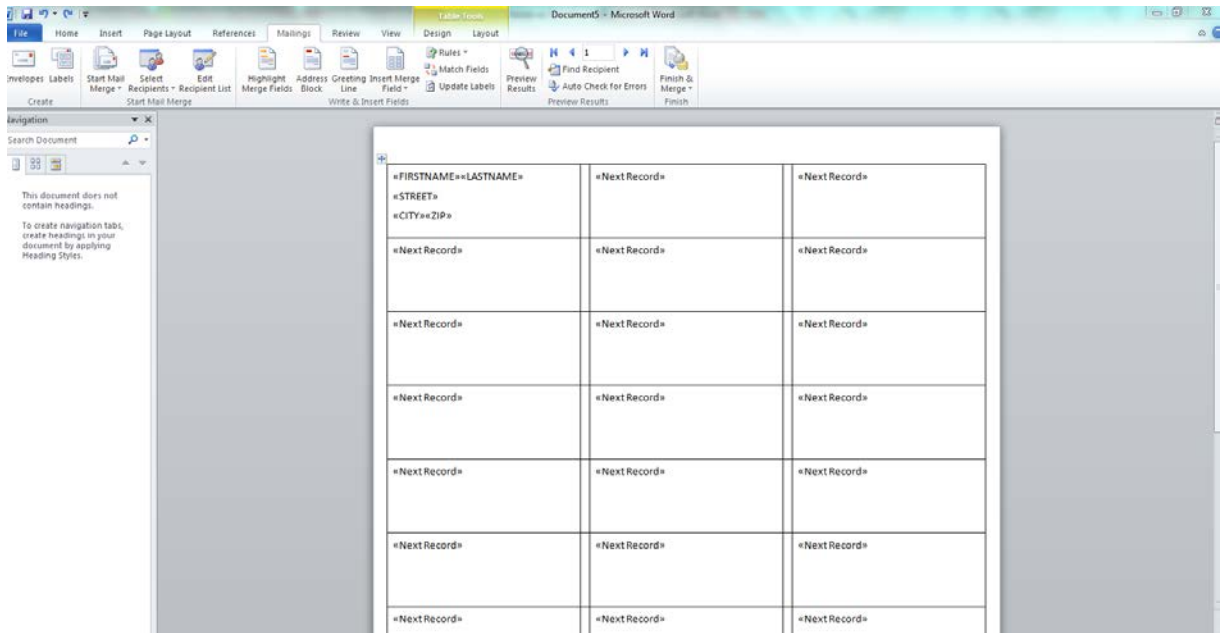 Table Tools
Document5 - Microsoft Word
File Home Insert Page Layout References Mailings Review View Design Layout
Envelopes Labels
Start Mail Merge
Select Recipients
Edit Recipient List
Highlight Merge Fields
Address Block
Greeting Line
Insert Merge Field
Rules
Match Fields
Update Labels
Preview Results
1
Find Recipient
Auto Check for Errors
Finish & Merge
Create Start Mail Merge Write & Insert Fields Preview Results Finish
Navigation
Search Document
This document does not
contain headings.
To create navigation tabs,
create headings in your
document by applying
Heading Styles.
«FIRSTNAME»«LASTNAME» «Next Record» «Next Record»
«STREET»
«CITY»«ZIP»
«Next Record» «Next Record» «Next Record»
«Next Record» «Next Record» «Next Record»
«Next Record» «Next Record» «Next Record»
«Next Record» «Next Record» «Next Record»
«Next Record» «Next Record» «Next Record»
«Next Record» «Next Record» «Next Record»